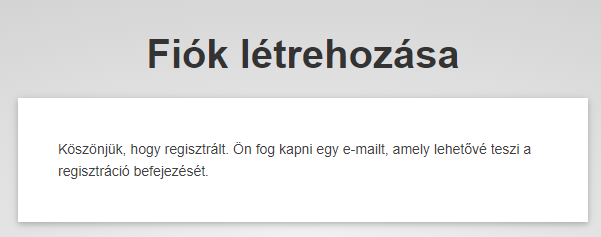 Fiók létrehozása
Köszönjük, hogy regisztrált. Ön fog kapni egy e-mailt, amely lehetővé teszi a
regisztráció befejezését.